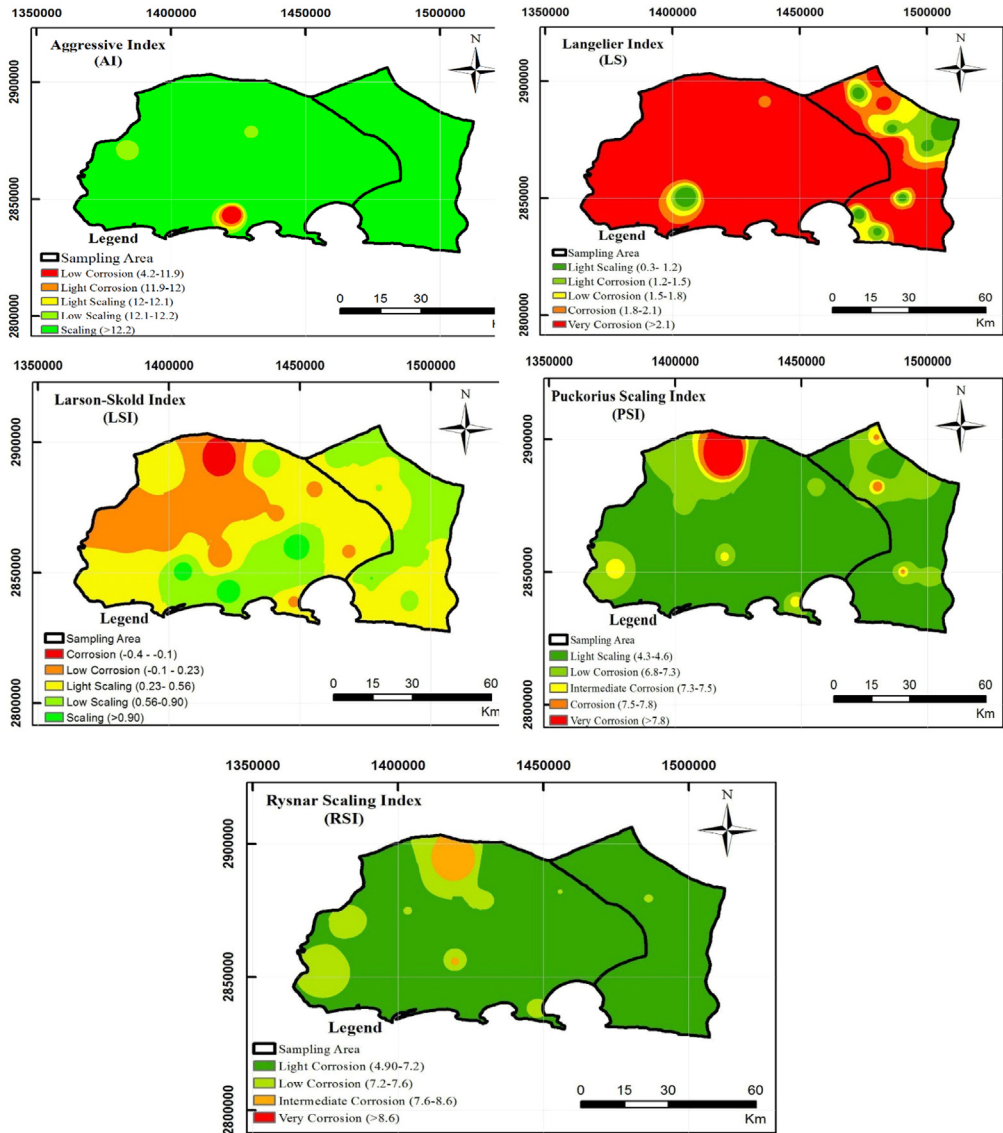 1350000 1400000 1450000 1500000
Aggressive Index
(AI)
N
2900000
2850000
2800000
Legend
Sampling Area
Low Corrosion (4.2-11.9)
Light Corrosion (11.9-12)
Light Scaling (12-12.1)
Low Scaling (12.1-12.2)
Scaling (>12.2)
0 15 30
Km
1350000 1400000 1450000 1500000
Langelier Index
(LS)
N
2900000
2850000
2800000
Legend
Sampling Area
Light Scaling (0.3- 1.2)
Light Corrosion (1.2-1.5)
Low Corrosion (1.5-1.8)
Corrosion (1.8-2.1)
Very Corrosion (>2.1)
0 15 30 60
Km
1350000 1400000 1450000 1500000
Larson-Skold Index
(LSI)
N
2900000
2850000
2800000
Legend
Sampling Area
Corrosion (-0.4 - -0.1)
Low Corrosion (-0.1 - 0.23)
Light Scaling (0.23- 0.56)
Low Scaling (0.56-0.90)
Scaling (>0.90)
0 15 30 60
Km
1350000 1400000 1450000 1500000
Puckorius Scaling Index
(PSI)
N
2900000
2850000
2800000
Legend
Sampling Area
Light Scaling (4.3-4.6)
Low Corrosion (6.8-7.3)
Intermediate Corrosion (7.3-7.5)
Corrosion (7.5-7.8)
Very Corrosion (>7.8)
0 15 30 60
Km
1350000 1400000 1450000 1500000
Rysnar Scaling Index
(RSI)
N
2900000
2850000
2800000
Legend
Sampling Area
Light Corrosion (4.90-7.2)
Low Corrosion (7.2-7.6)
Intermediate Corrosion (7.6-8.6)
Very Corrosion (>8.6)
0 15 30 60
Km